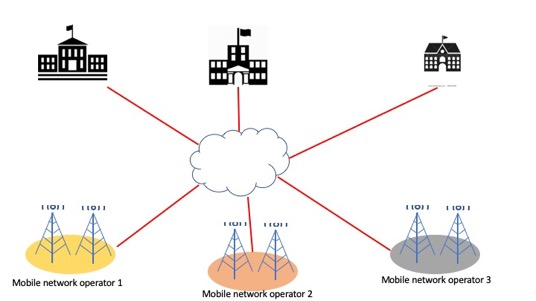 Mobile network operator 1
Mobile network operator 2
Mobile network operator 3